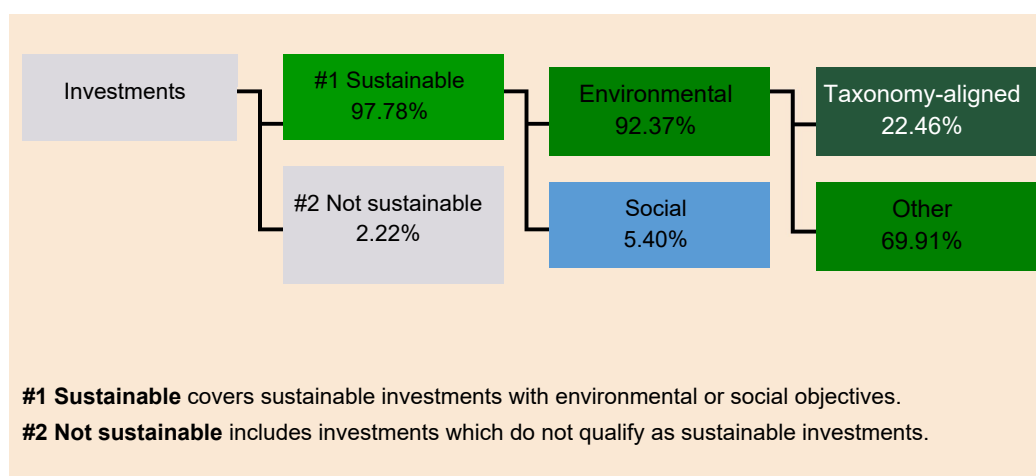 Investments
#1 Sustainable
97.78%
#2 Not sustainable
2.22%
Environmental
92.37%
Social
5.40%
Taxonomy-aligned
22.46%
Other
69.91%
#1 Sustainable covers sustainable investments with environmental or social objectives.
#2 Not sustainable includes investments which do not qualify as sustainable investments.